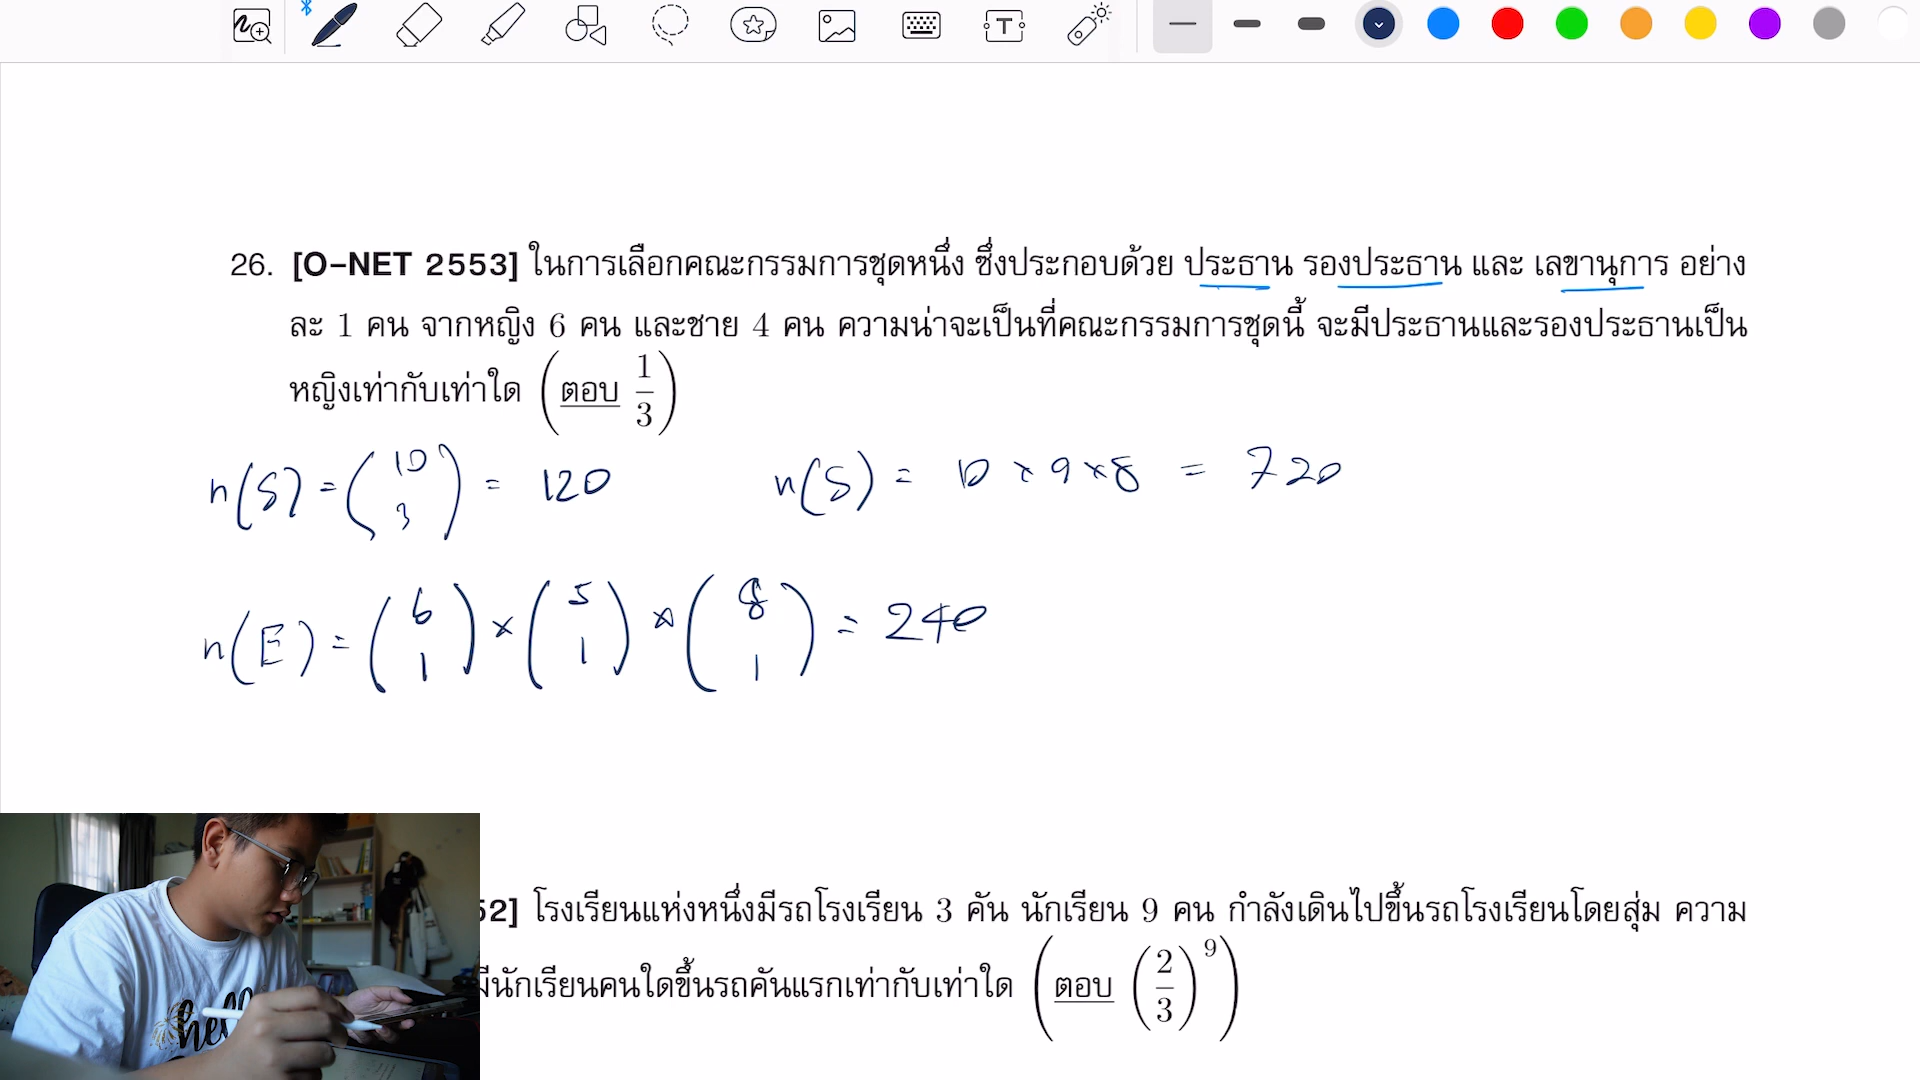 26. [O-NET 2553] ในการเลือกคณะกรรมการชุดหนึ่ง ซึ่งประกอบด้วย ประธาน รองประธาน และ เลขานุการ อย่าง
ละ 1 คน จากหญิง 6 คน และชาย 4 คน ความน่าจะเป็นที่คณะกรรมการชุดนี้ จะมีประธานและรองประธานเป็น
หญิงเท่ากับเท่าใด (ตอบ 1/3)
n(S) = (10 3) = 120
n(S) = 10 × 9 × 8 = 720
n(E) = (6 1) × (5 1) × (8 1) = 240
52] โรงเรียนแห่งหนึ่งมีรถโรงเรียน 3 คัน นักเรียน 9 คน กำลังเดินไปขึ้นรถโรงเรียนโดยสุ่ม ความ
มีนักเรียนคนใดขึ้นรถคันแรกเท่ากับเท่าใด (ตอบ (2/3)^9)
hello